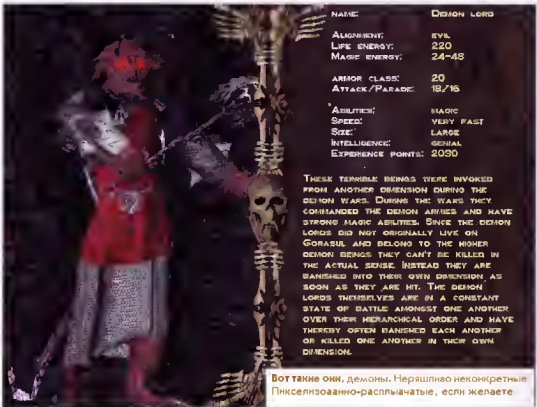 NAME: DEMON LORD
ALIGNMENT: EVIL
LIFE ENERGY: 220
MAGIC ENERGY: 24-48
ARMOR CLASS: 20
ATTACK/PARADE: 18/16
ABILITIES: MAGIC
SPEED: VERY FAST
SIZE: LARGE
INTELLIGENCE: GENIAL
EXPERIENCE POINTS: 2090
THESE TERRIBLE BEINGS WERE INVOKED
FROM ANOTHER DIMENSION DURING THE
DEMON WARS. DURING THE WARS THEY
COMMANDED THE DEMON ARMIES AND HAVE
STRONG MAGIC ABILITIES. SINCE THE DEMON
LORDS DID NOT ORIGINALLY LIVE ON
GORASUL AND BELONG TO THE HIGHER
DEMON BEINGS THEY CAN'T BE KILLED IN
THE ACTUAL SENSE. INSTEAD THEY ARE
BANISHED INTO THEIR OWN DIMENSION AS
SOON AS THEY ARE HIT. THE DEMON
LORDS THEMSELVES ARE IN A CONSTANT
STATE OF BATTLE AMONGST ONE ANOTHER
OVER THEIR HIERARCHICAL ORDER AND HAVE
THEREBY OFTEN BANISHED EACH ANOTHER
OR KILLED ONE ANOTHER IN THEIR OWN
DIMENSION.
Вот такие они, демоны. Неряшливо неконкретные
Пикселизованно-расплывчатые, если желаете